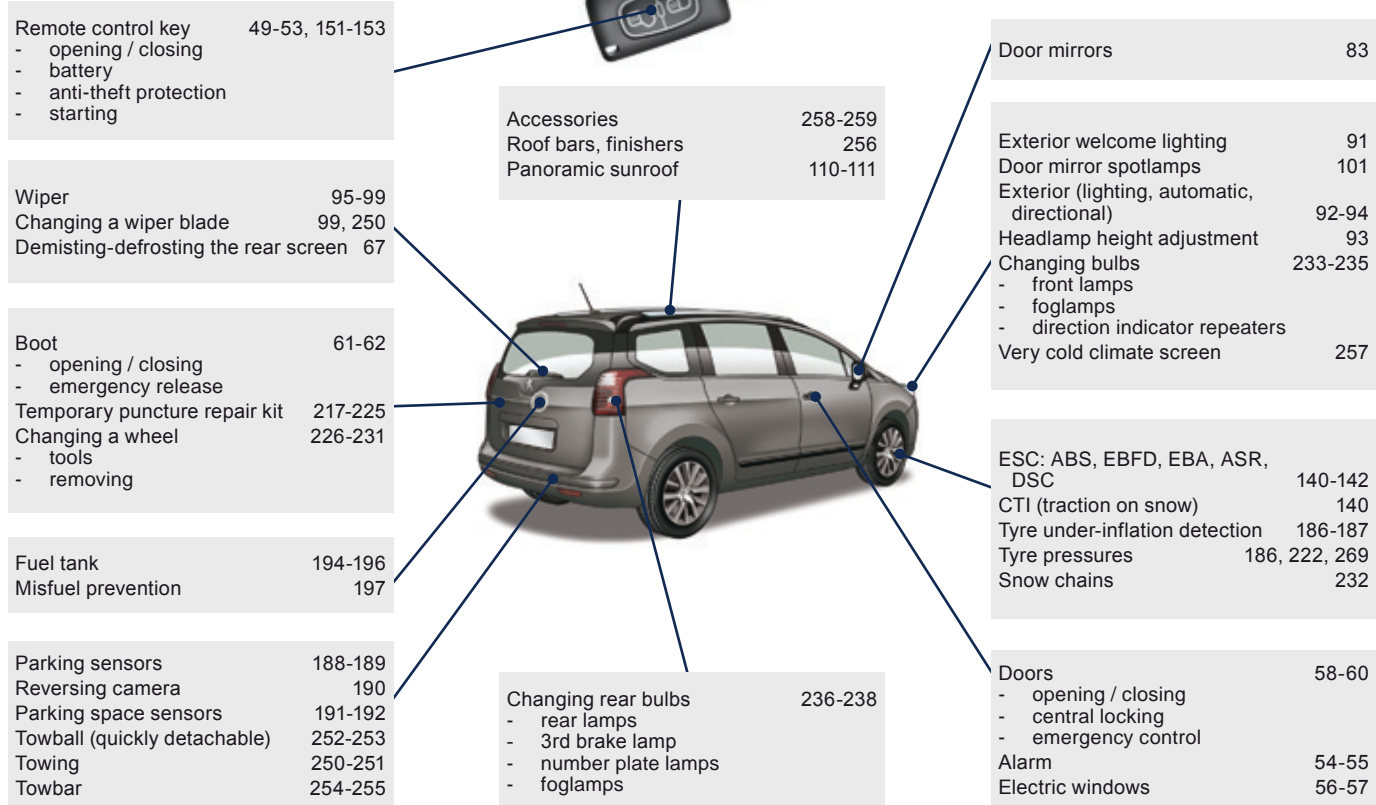 Remote control key 49-53, 151-153
- opening / closing
- battery
- anti-theft protection
- starting
Wiper 95-99
Changing a wiper blade 99, 250
Demisting-defrosting the rear screen 67
Boot 61-62
- opening / closing
- emergency release
Temporary puncture repair kit 217-225
Changing a wheel 226-231
- tools
- removing
Fuel tank 194-196
Misfuel prevention 197
Parking sensors 188-189
Reversing camera 190
Parking space sensors 191-192
Towball (quickly detachable) 252-253
Towing 250-251
Towbar 254-255
Accessories 258-259
Roof bars, finishers 256
Panoramic sunroof 110-111
Changing rear bulbs 236-238
- rear lamps
- 3rd brake lamp
- number plate lamps
- foglamps
Door mirrors 83
Exterior welcome lighting 91
Door mirror spotlamps 101
Exterior (lighting, automatic,
directional) 92-94
Headlamp height adjustment 93
Changing bulbs 233-235
- front lamps
- foglamps
- direction indicator repeaters
Very cold climate screen 257
ESC: ABS, EBFD, EBA, ASR,
DSC 140-142
CTI (traction on snow) 140
Tyre under-inflation detection 186-187
Tyre pressures 186, 222, 269
Snow chains 232
Doors 58-60
- opening / closing
- central locking
- emergency control
Alarm 54-55
Electric windows 56-57